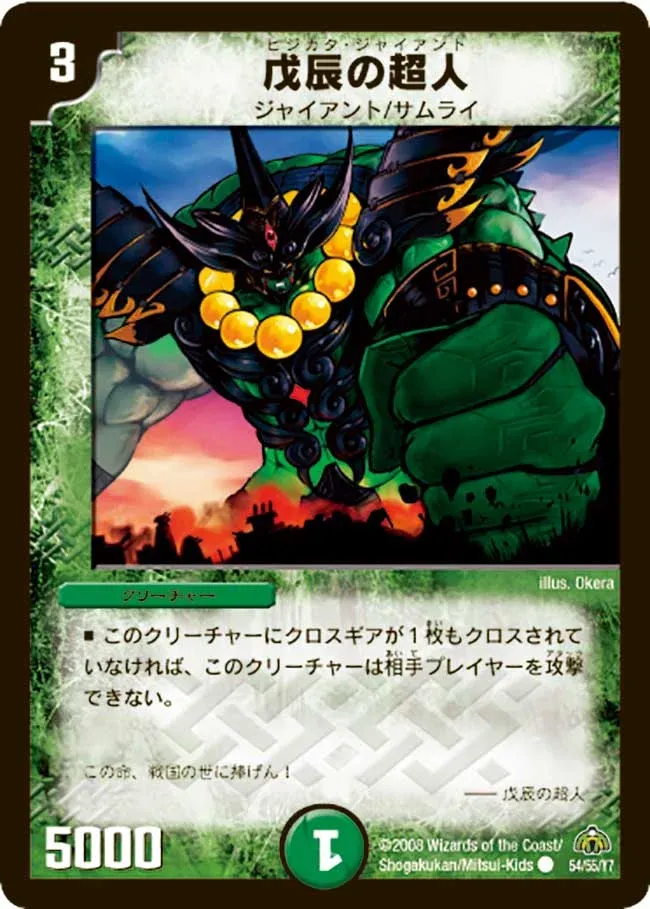 3
ヒジカタ・ジャイアント
戊辰の超人
ジャイアント/サムライ
illus. Okera
クリーチャー
■ このクリーチャーにクロスギアが1枚もクロスされて
いなければ、このクリーチャーは相手プレイヤーを攻撃
できない。
この命、戦国の世に捧げん！
―― 戊辰の超人
5000
1
©2008 Wizards of the Coast/
Shogakukan/Mitsui-Kids
54/55/Y7